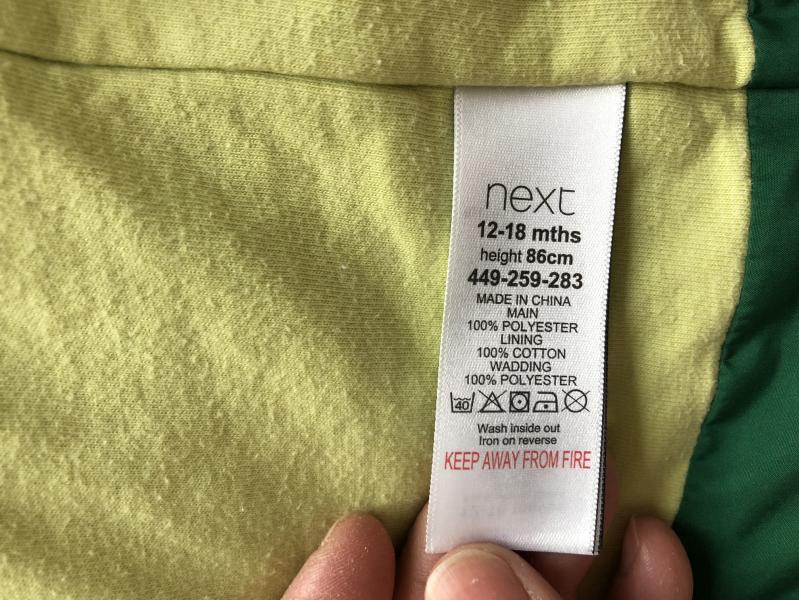 next
12-18 mths
height 86cm
449-259-283
MADE IN CHINA
MAIN
100% POLYESTER
LINING
100% COTTON
WADDING
100% POLYESTER
40
Wash inside out
Iron on reverse
KEEP AWAY FROM FIRE